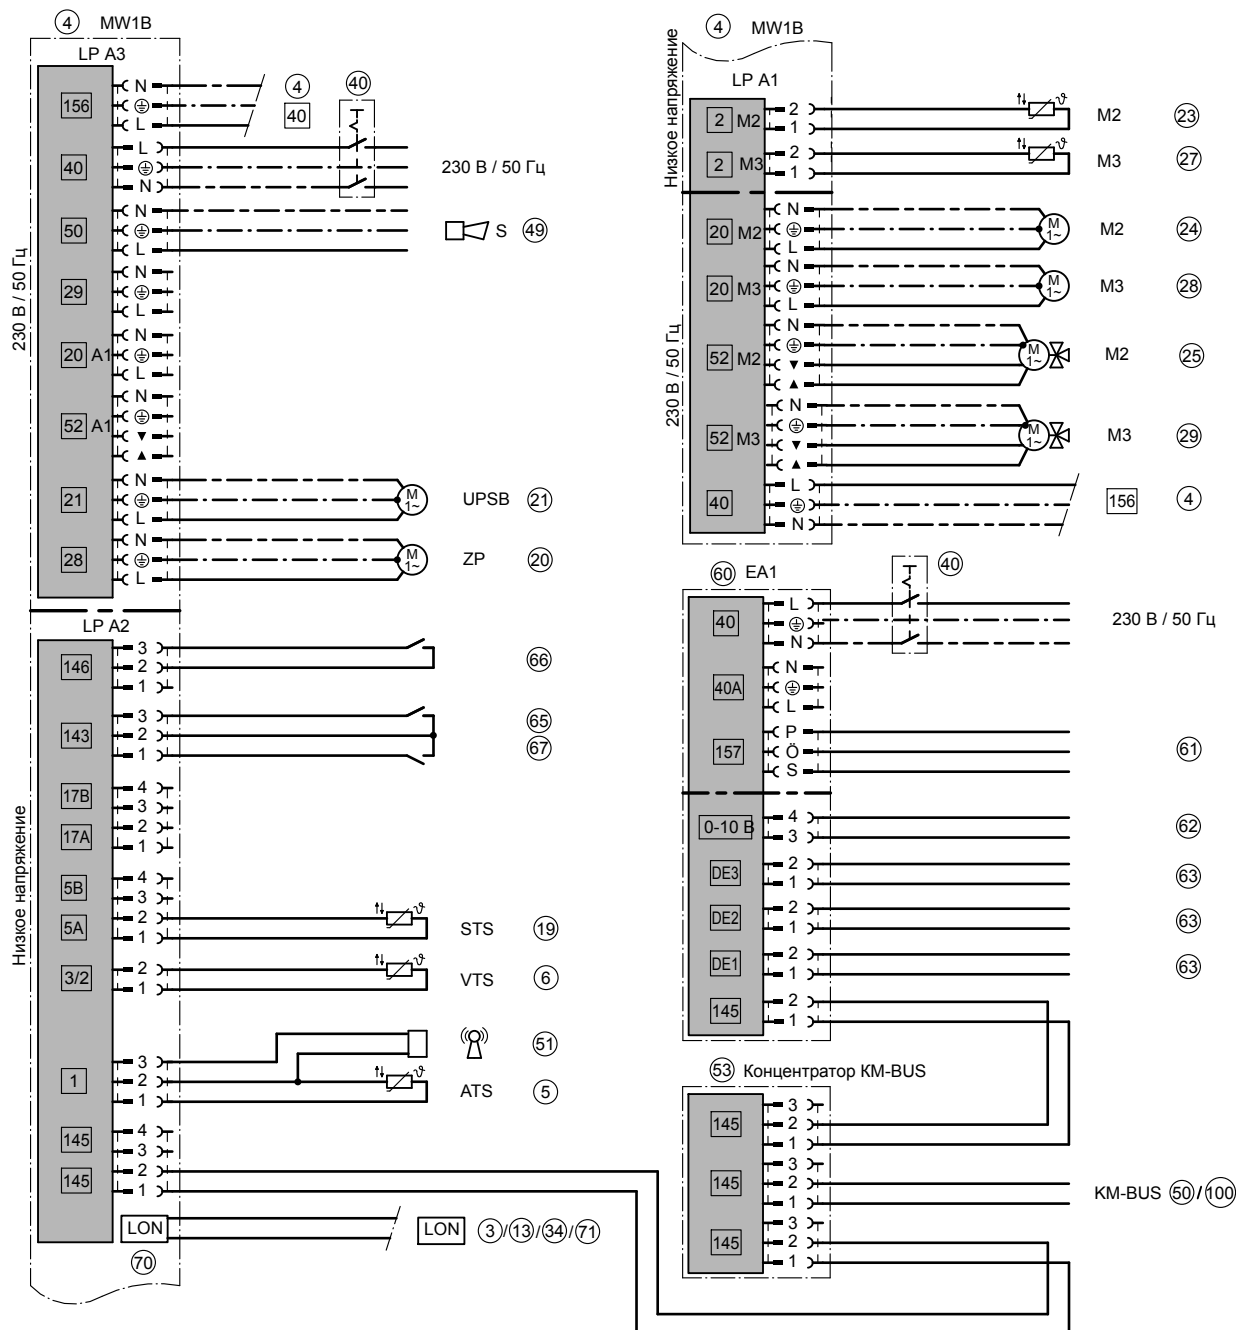 4 MW1B
LP A3
230 В / 50 Гц
156 N
L
4
40
40
40 L
N
230 В / 50 Гц
50 N
L
S 49
29 N
L
20 A1 N
L
52 A1 N
▼
▲
21 N
L
M
1~
UPSB 21
28 N
L
M
1~
ZP 20
LP A2
Низкое напряжение
146 3
2
1
66
143 3
2
1
65
67
17B 4
3
17A 2
1
5B 4
3
5A 2
1
ϑ
STS 19
3/2 2
1
ϑ
VTS 6
51
1 3
2
1
ϑ
ATS 5
145 4
3
145 2
1
LON
LON 3/13/34/71
70
4 MW1B
Низкое напряжение
LP A1
2 M2 2
1
ϑ
M2 23
2 M3 2
1
ϑ
M3 27
230 В / 50 Гц
20 M2 N
L
M
1~
M2 24
20 M3 N
L
M
1~
M3 28
52 M2 N
▼
▲
M
1~
M2 25
52 M3 N
▼
▲
M
1~
M3 29
40 L
N
156 4
60 EA1
40
40 L
N
230 В / 50 Гц
40A N
L
157 P
Ö
S
61
0-10 В 4
3
62
DE3 2
1
63
DE2 2
1
63
DE1 2
1
63
145 2
1
53 Концентратор KM-BUS
145 3
2
1
145 3
2
1
KM-BUS 50/100
145 3
2
1